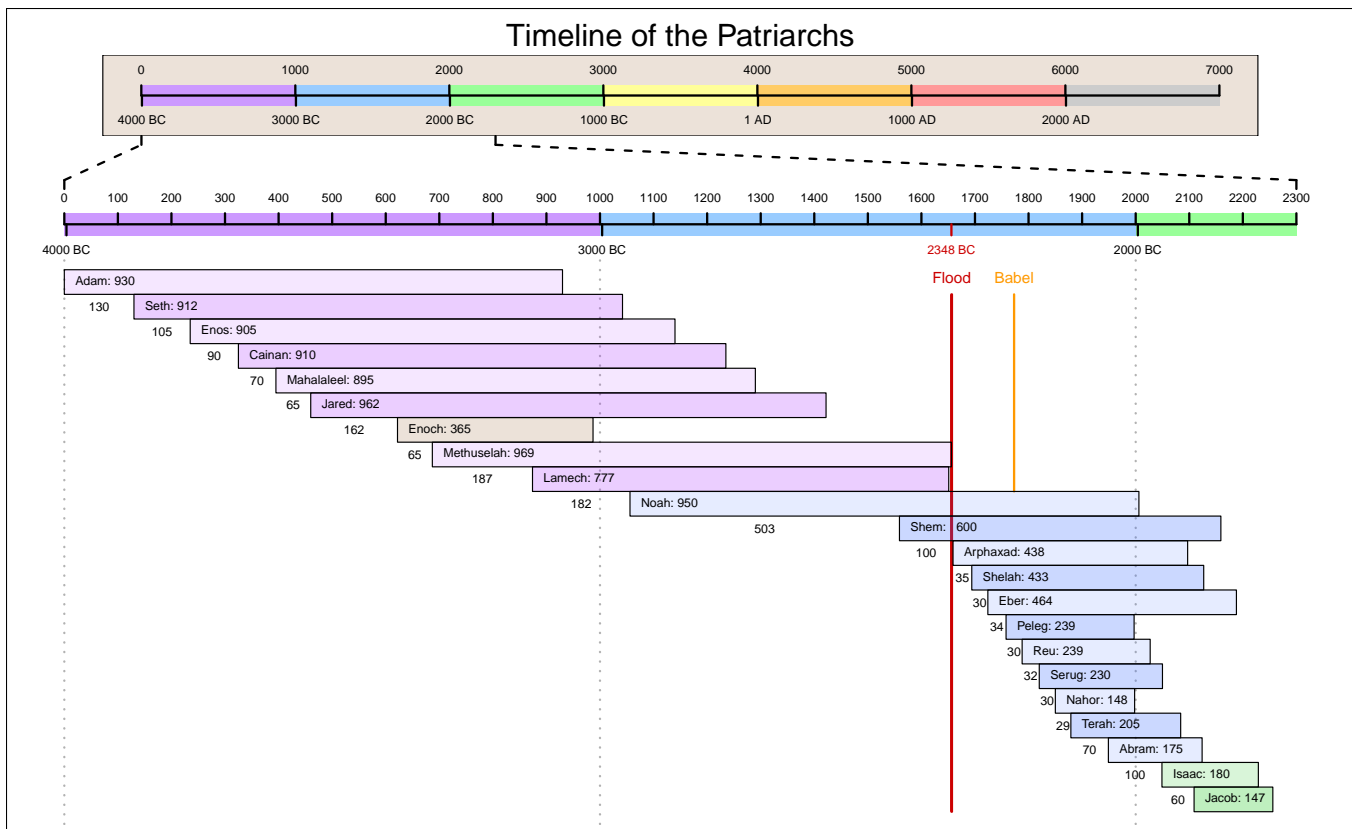 Timeline of the Patriarchs
0 1000 2000 3000 4000 5000 6000 7000
4000 BC 3000 BC 2000 BC 1000 BC 1 AD 1000 AD 2000 AD
0 100 200 300 400 500 600 700 800 900 1000 1100 1200 1300 1400 1500 1600 1700 1800 1900 2000 2100 2200 2300
4000 BC 3000 BC 2348 BC 2000 BC
Flood Babel
Adam: 930
130 Seth: 912
105 Enos: 905
90 Cainan: 910
70 Mahalaleel: 895
65 Jared: 962
162 Enoch: 365
65 Methuselah: 969
187 Lamech: 777
182 Noah: 950
503 Shem: 600
100 Arphaxad: 438
35 Shelah: 433
30 Eber: 464
34 Peleg: 239
30 Reu: 239
32 Serug: 230
30 Nahor: 148
29 Terah: 205
70 Abram: 175
100 Isaac: 180
60 Jacob: 147